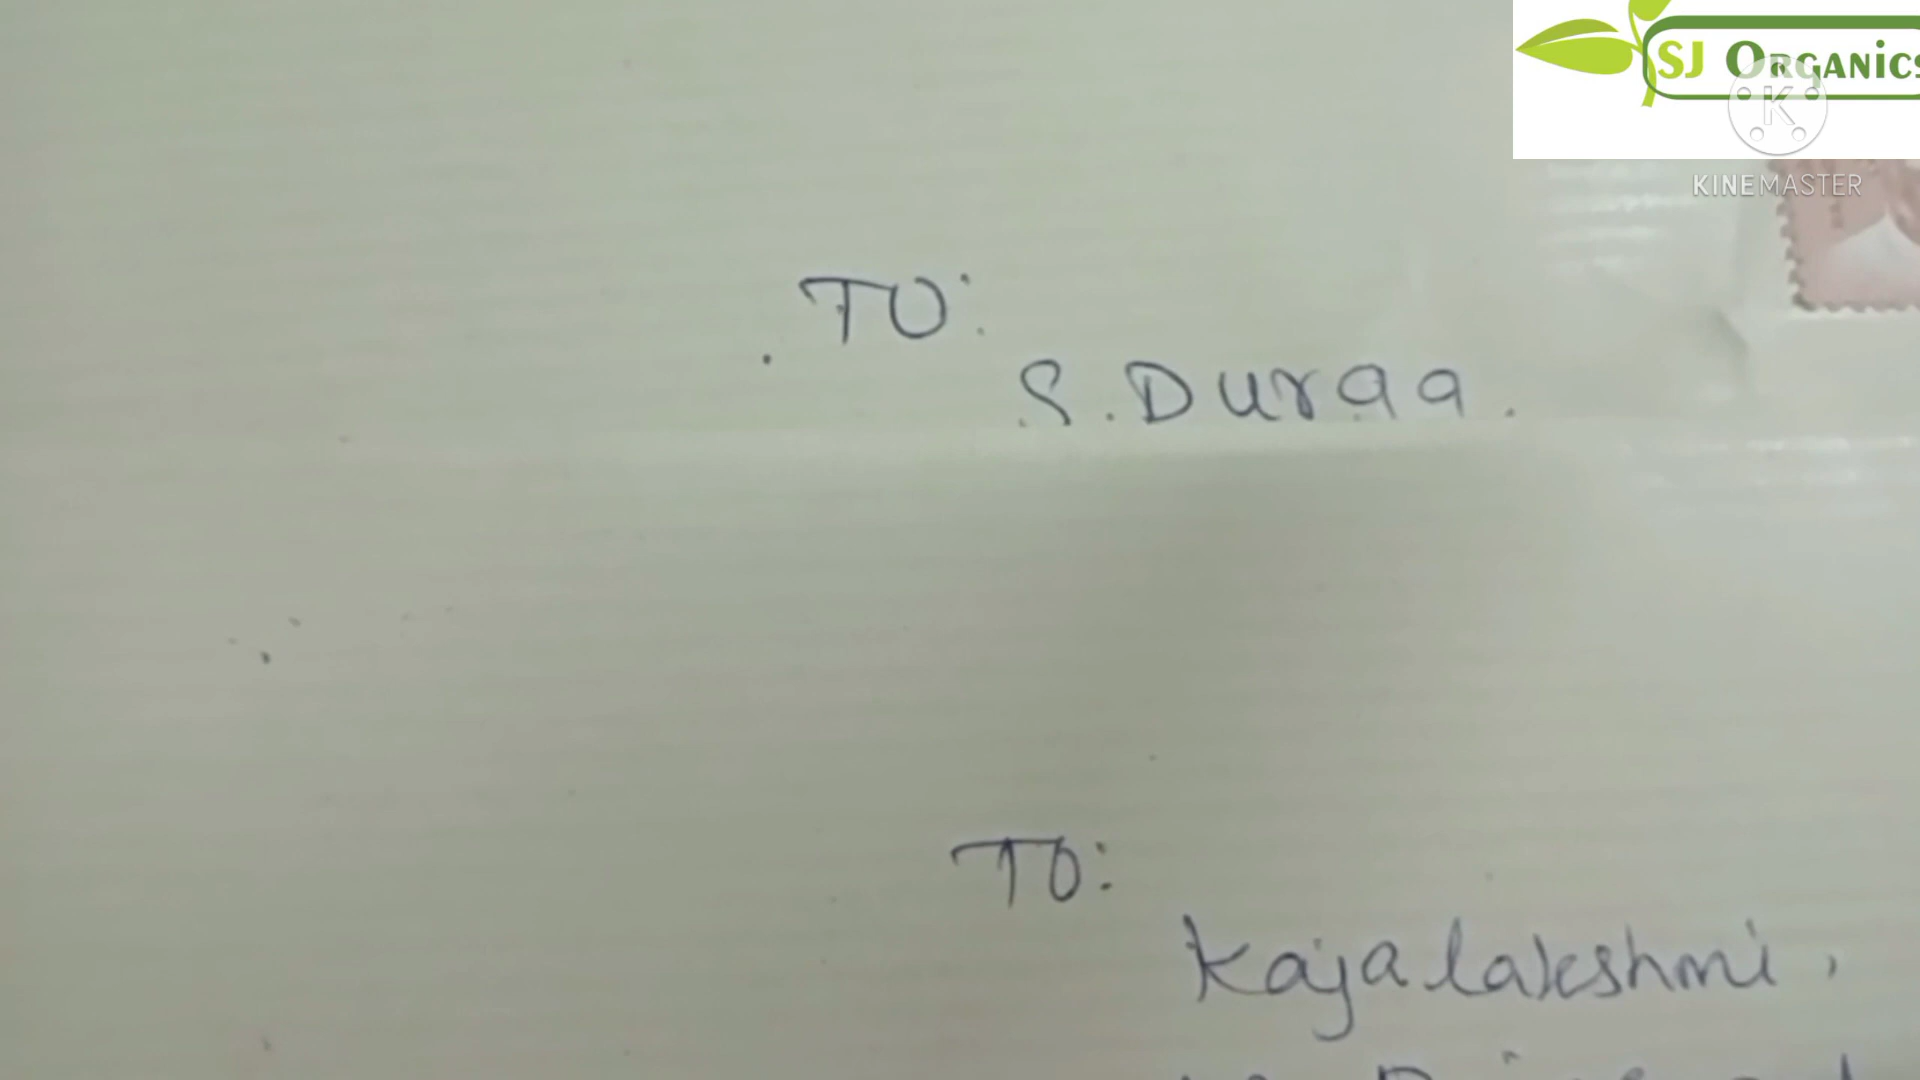 SJ ORGANICS
KINEMASTER
TO:
S. Duraa.
TO:
Kajalakshmi,